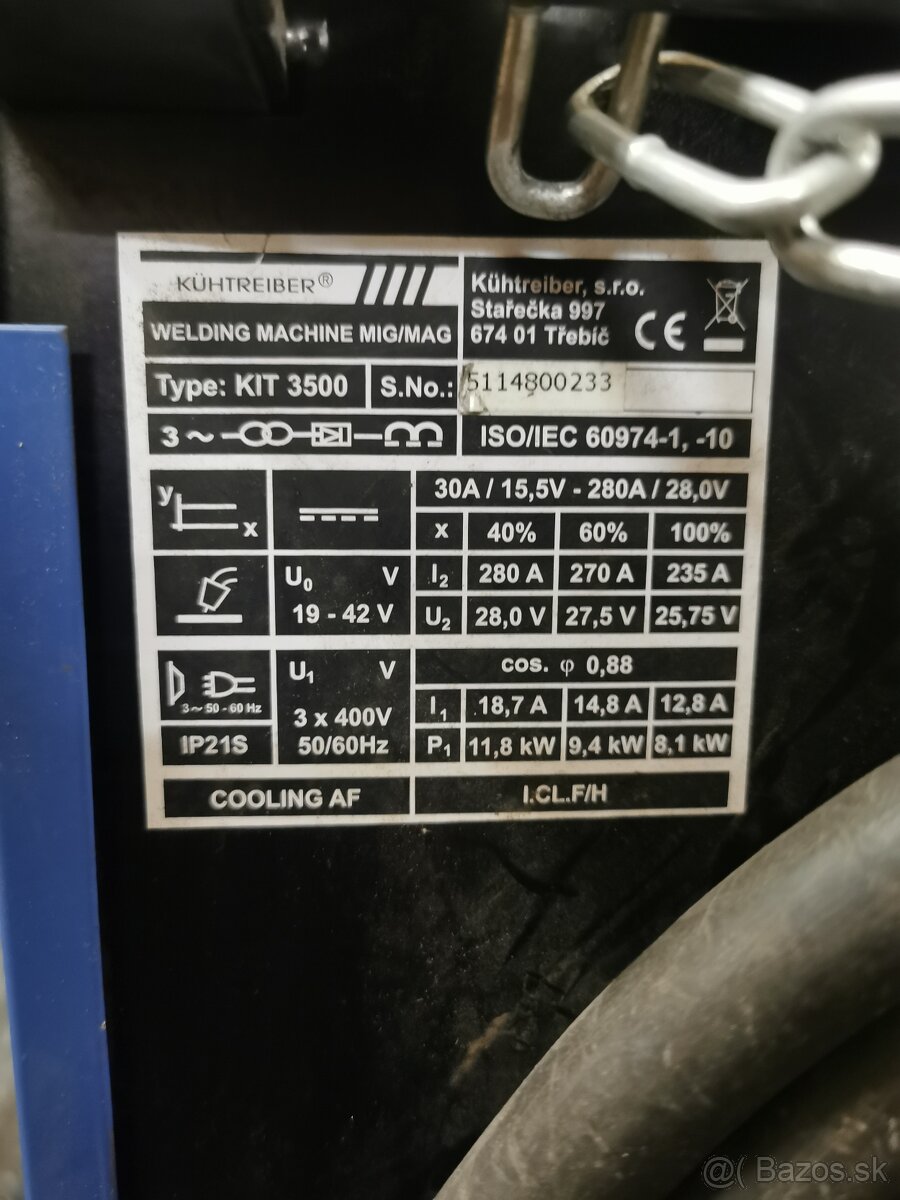 KÜHTREIBER®
WELDING MACHINE MIG/MAG
Kühtreiber, s.r.o.
Stařečka 997
674 01 Třebíč
CE
Type: KIT 3500
S.No.: 5114800233
3 ~
ISO/IEC 60974-1, -10
y
x
30A / 15,5V - 280A / 28,0V
x 40% 60% 100%
U0 V
19 - 42 V
I2 280 A 270 A 235 A
U2 28,0 V 27,5 V 25,75 V
3 ~ 50 - 60 Hz
IP21S
U1 V
3 x 400V
50/60Hz
cos. φ 0,88
I1 18,7 A 14,8 A 12,8 A
P1 11,8 kW 9,4 kW 8,1 kW
COOLING AF
I.CL.F/H
@( Bazos.sk